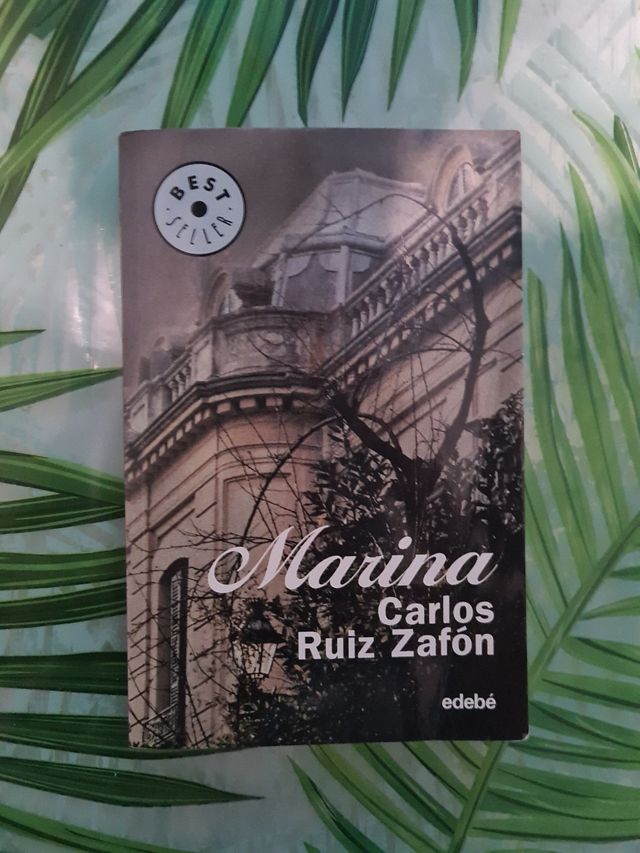 BEST
SELLER
Marina
Carlos
Ruiz Zafón
edebé